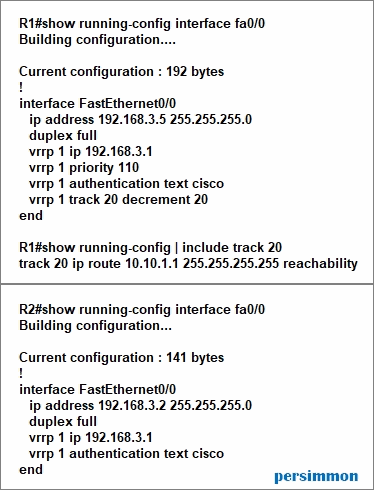 R1#show running-config interface fa0/0
Building configuration....
Current configuration : 192 bytes
!
interface FastEthernet0/0
ip address 192.168.3.5 255.255.255.0
duplex full
vrrp 1 ip 192.168.3.1
vrrp 1 priority 110
vrrp 1 authentication text cisco
vrrp 1 track 20 decrement 20
end
R1#show running-config | include track 20
track 20 ip route 10.10.1.1 255.255.255.255 reachability
R2#show running-config interface fa0/0
Building configuration...
Current configuration : 141 bytes
!
interface FastEthernet0/0
ip address 192.168.3.2 255.255.255.0
duplex full
vrrp 1 ip 192.168.3.1
vrrp 1 authentication text cisco
end
persimmon